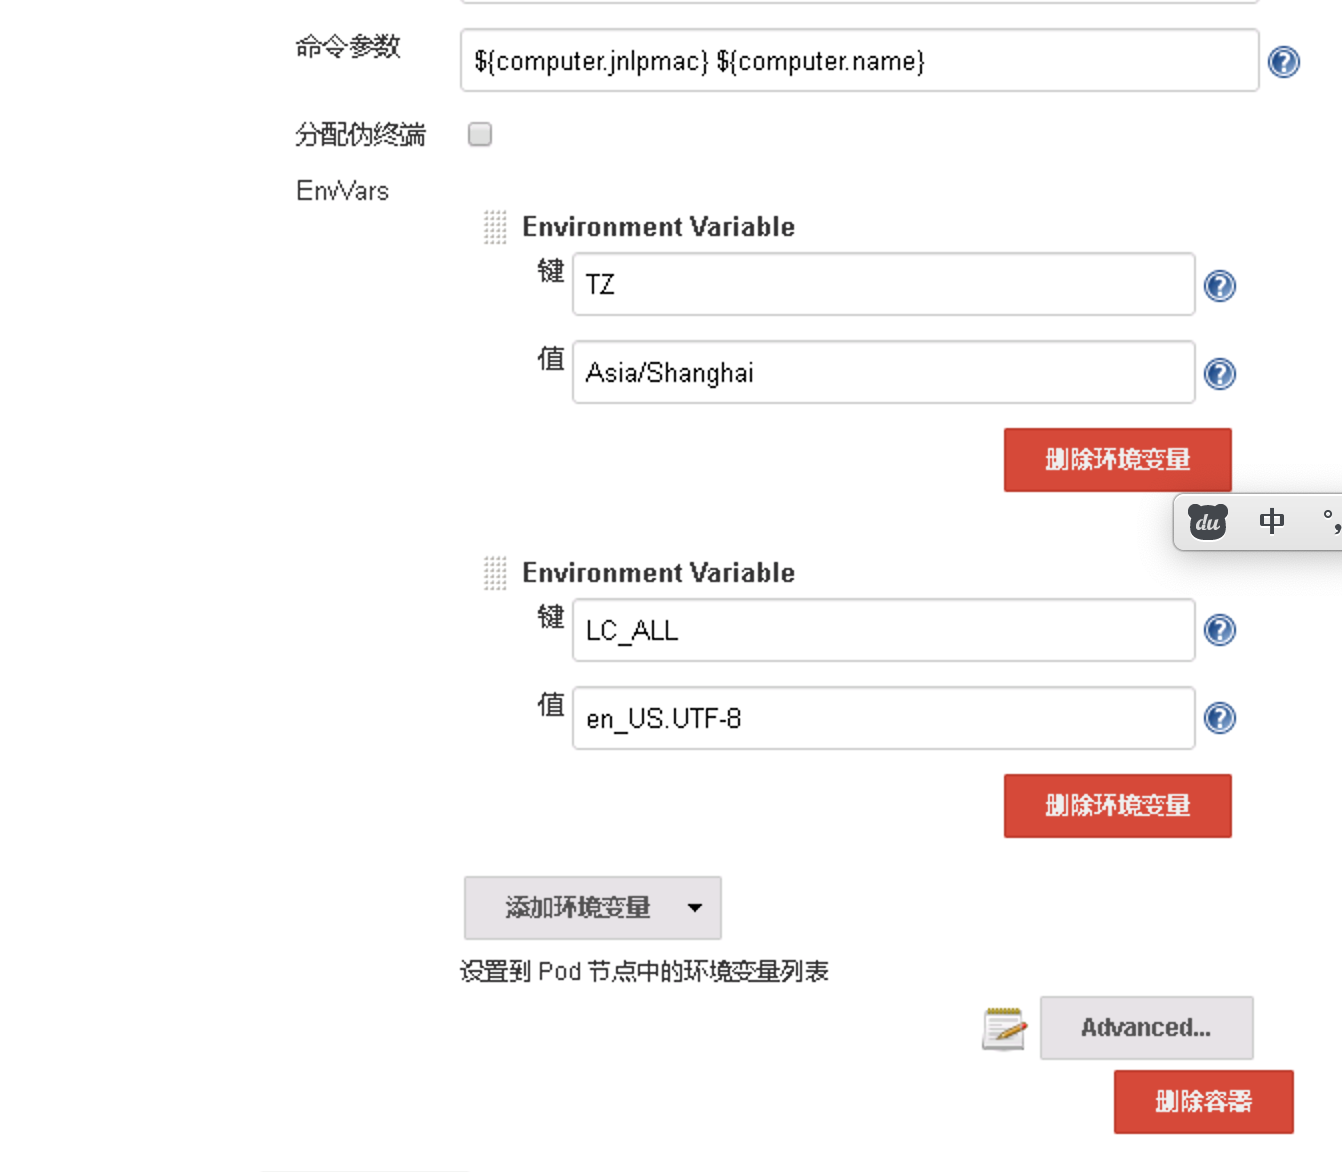 命令参数
${computer.jnlpmac} ${computer.name}
分配伪终端
EnvVars
Environment Variable
键
TZ
值
Asia/Shanghai
删除环境变量
du 中 °,
Environment Variable
键
LC_ALL
值
en_US.UTF-8
删除环境变量
添加环境变量
设置到 Pod 节点中的环境变量列表
Advanced...
删除容器